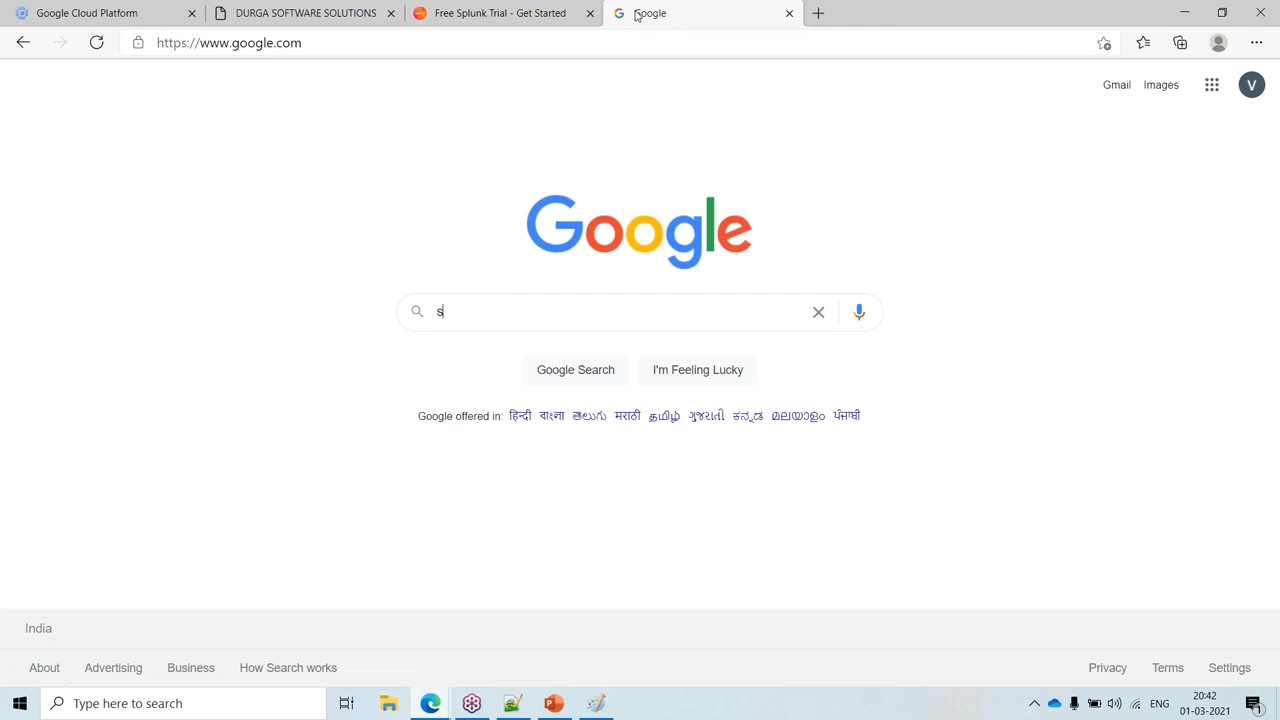 Google Cloud Platform
DURGA SOFTWARE SOLUTIONS
Free Splunk Trial - Get Started
Google
https://www.google.com
Gmail Images
V
Google
s
Google Search
I'm Feeling Lucky
Google offered in: हिन्दी বাংলা తెలుగు मराठी தமிழ் ગુજરાતી ಕನ್ನಡ മലയാളം ਪੰਜਾਬੀ
India
About Advertising Business How Search works
Privacy Terms Settings
Type here to search
ENG
20:42
01-03-2021
1